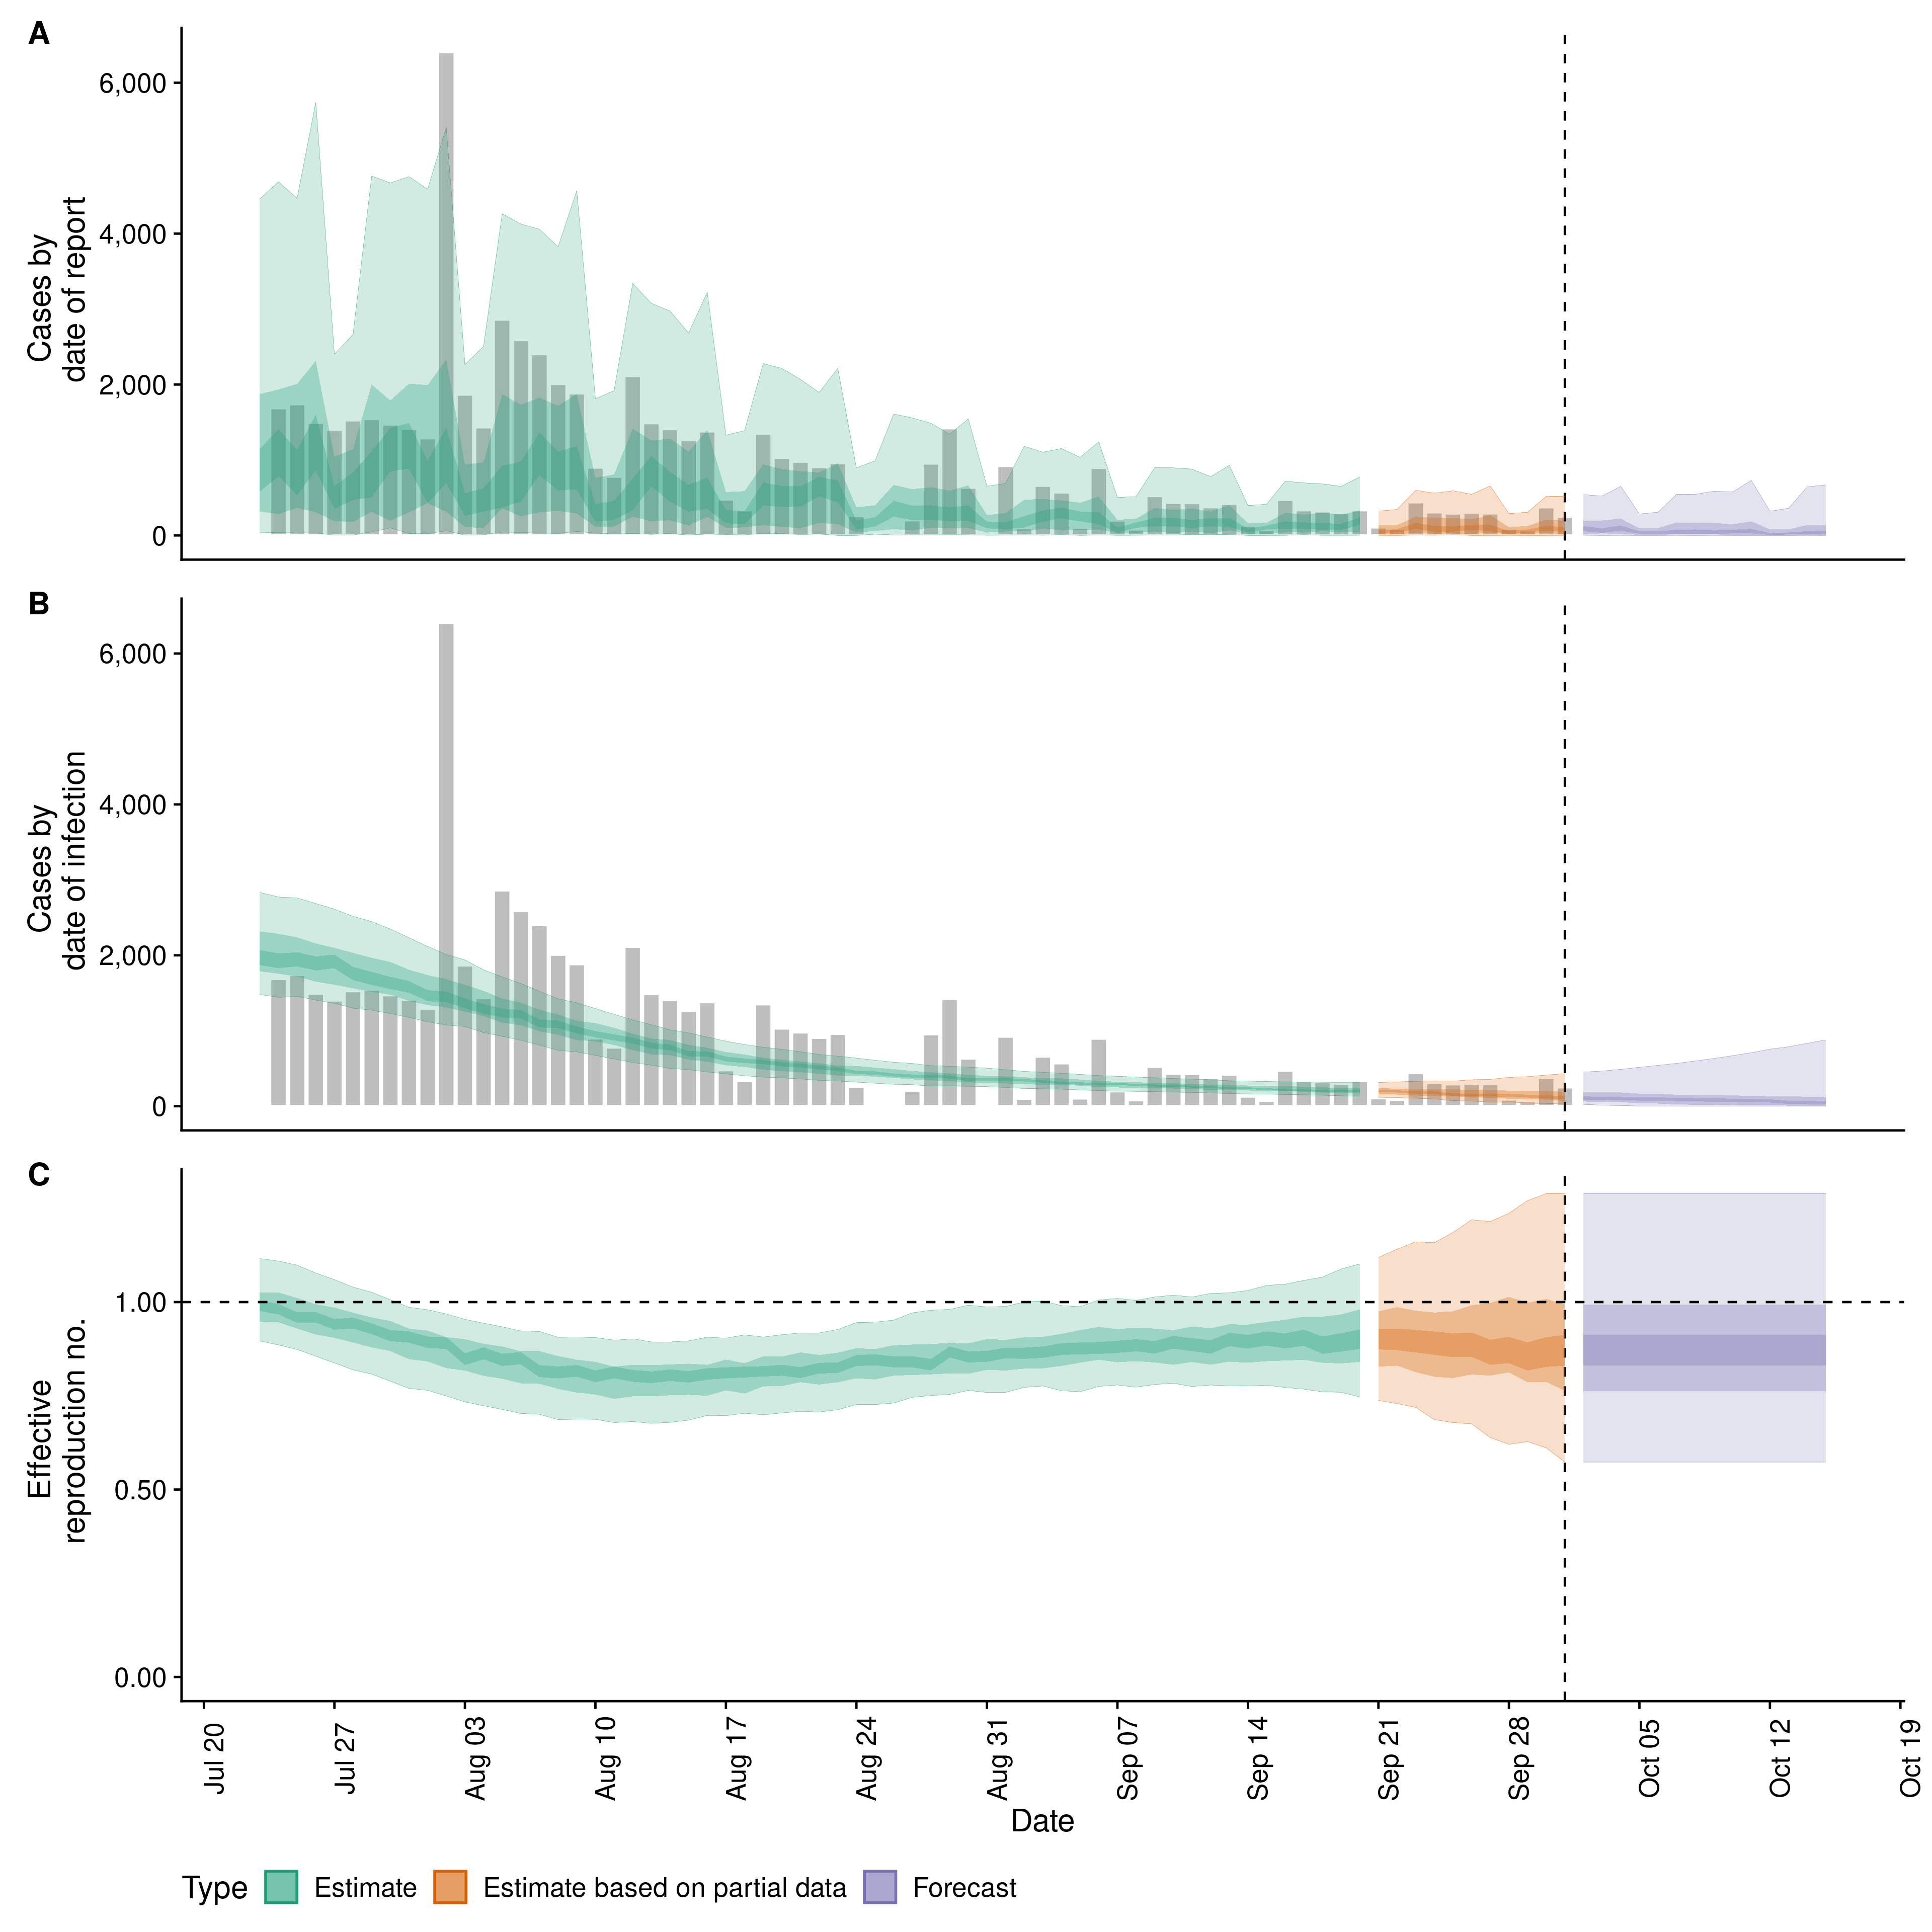 A
Cases by
date of report
6,000
4,000
2,000
0
B
Cases by
date of infection
6,000
4,000
2,000
0
C
Effective
reproduction no.
1.00
0.50
0.00
Jul 20
Jul 27
Aug 03
Aug 10
Aug 17
Aug 24
Aug 31
Sep 07
Sep 14
Sep 21
Sep 28
Oct 05
Oct 12
Oct 19
Date
Type Estimate Estimate based on partial data Forecast